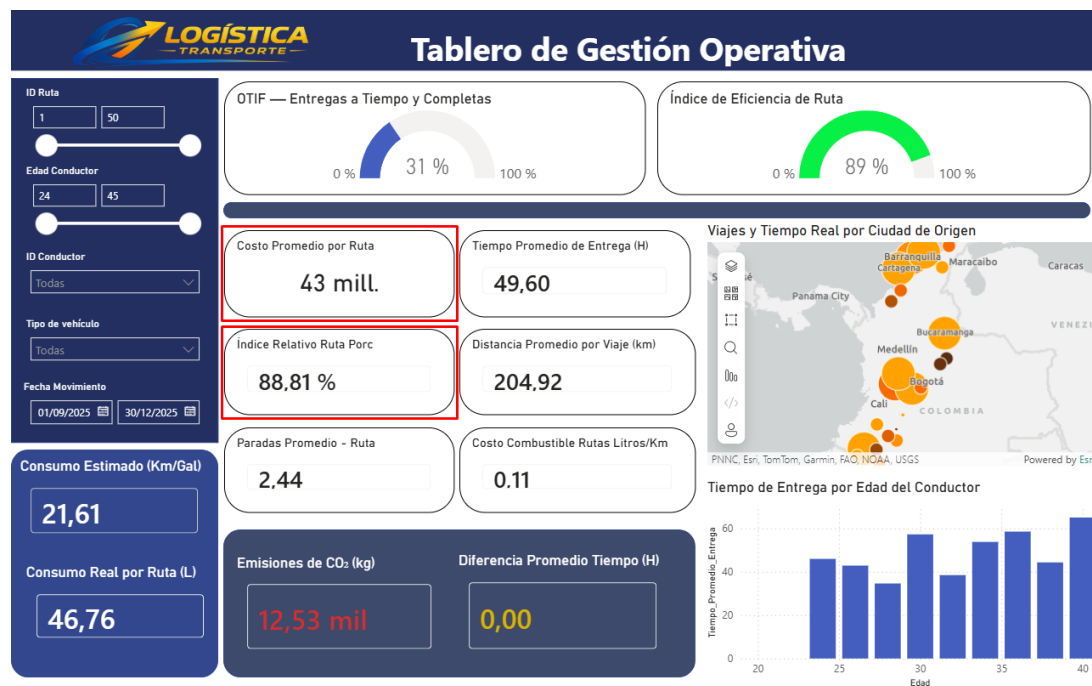 LOGÍSTICA
TRANSPORTE
Tablero de Gestión Operativa
ID Ruta
1
50
Edad Conductor
24
45
ID Conductor
Todas
Tipo de vehículo
Todas
Fecha Movimiento
01/09/2025
30/12/2025
Consumo Estimado (Km/Gal)
21,61
Consumo Real por Ruta (L)
46,76
OTIF — Entregas a Tiempo y Completas
31 %
0 %
100 %
Índice de Eficiencia de Ruta
89 %
0 %
100 %
Costo Promedio por Ruta
43 mill.
Tiempo Promedio de Entrega (H)
49,60
Índice Relativo Ruta Porc
88,81 %
Distancia Promedio por Viaje (km)
204,92
Paradas Promedio - Ruta
2,44
Costo Combustible Rutas Litros/Km
0,11
Emisiones de CO₂ (kg)
12,53 mil
Diferencia Promedio Tiempo (H)
0,00
Viajes y Tiempo Real por Ciudad de Origen
Barranquilla
Cartagena
Maracaibo
Caracas
Panama City
VENEZU
Bucaramanga
Medellín
Bogotá
Cali
COLOMBIA
PNNC, Esri, TomTom, Garmin, FAO, NOAA, USGS
Powered by Esri
Tiempo de Entrega por Edad del Conductor
Tiempo_Promedio_Entrega
60
40
20
0
20
25
30
35
40
Edad